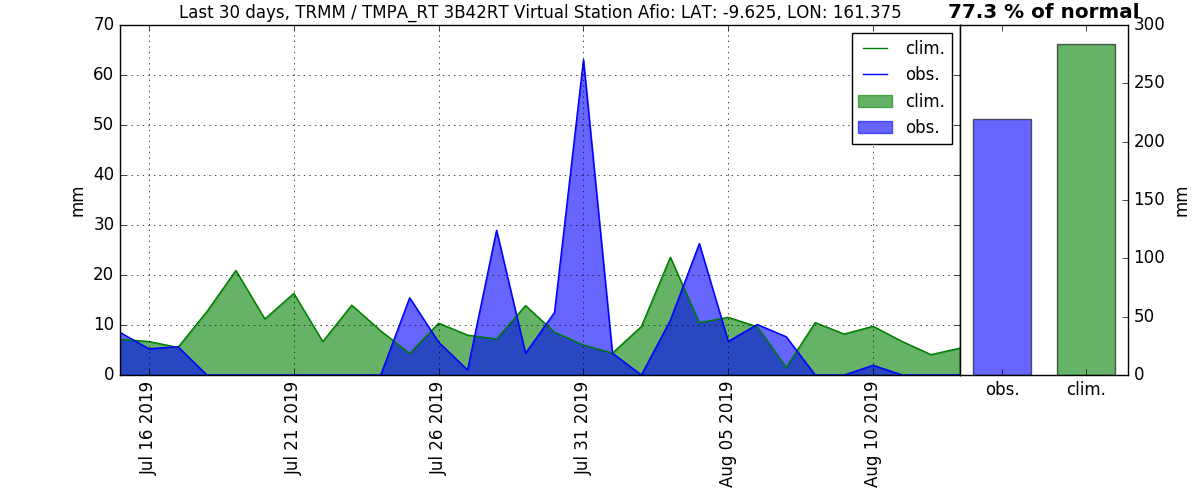 Last 30 days, TRMM / TMPA_RT 3B42RT Virtual Station Afio: LAT: -9.625, LON: 161.375
77.3 % of normal
70
60
50
40
30
20
10
0
mm
clim.
obs.
clim.
obs.
Jul 16 2019
Jul 21 2019
Jul 26 2019
Jul 31 2019
Aug 05 2019
Aug 10 2019
300
250
200
150
100
50
0
mm
obs.
clim.